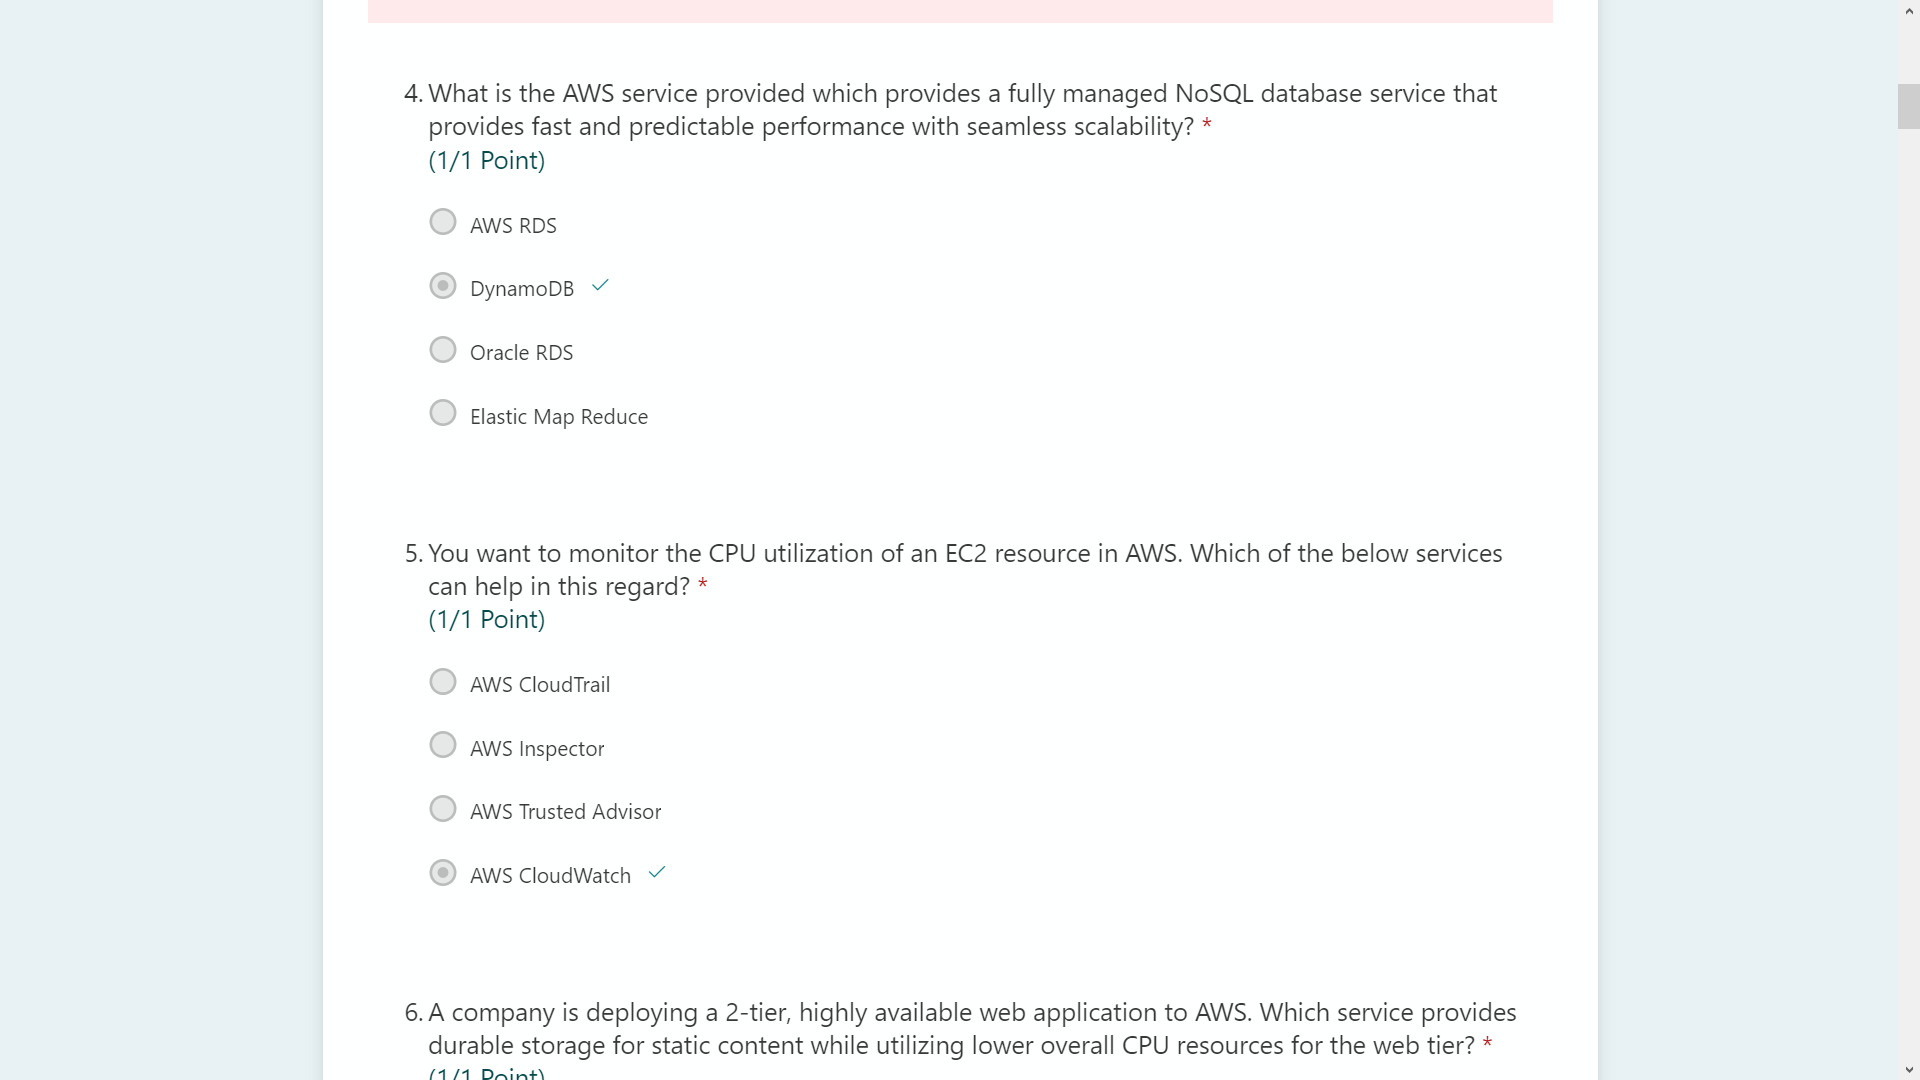 4. What is the AWS service provided which provides a fully managed NoSQL database service that
provides fast and predictable performance with seamless scalability? *
(1/1 Point)
AWS RDS
DynamoDB
Oracle RDS
Elastic Map Reduce
5. You want to monitor the CPU utilization of an EC2 resource in AWS. Which of the below services
can help in this regard? *
(1/1 Point)
AWS CloudTrail
AWS Inspector
AWS Trusted Advisor
AWS CloudWatch
6. A company is deploying a 2-tier, highly available web application to AWS. Which service provides
durable storage for static content while utilizing lower overall CPU resources for the web tier? *
(1/1 Point)